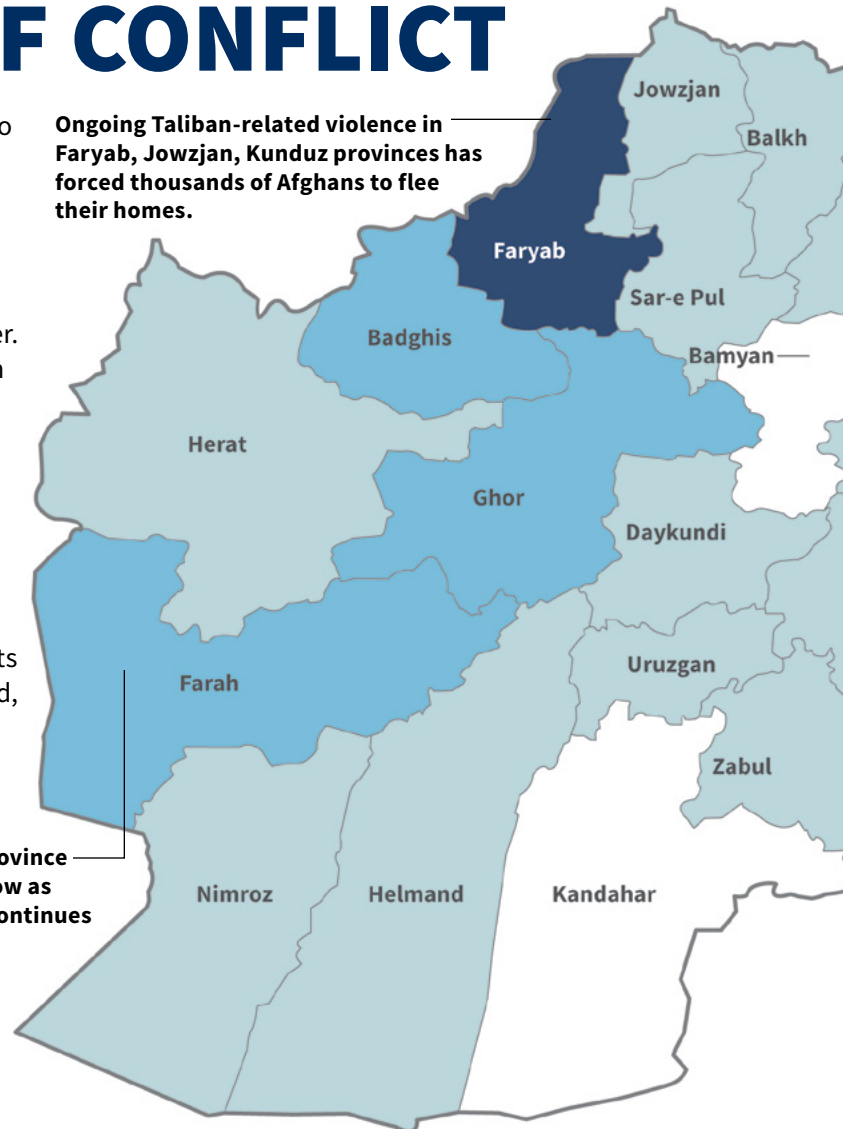 F CONFLICT
o
Ongoing Taliban-related violence in
Faryab, Jowzjan, Kunduz provinces has
forced thousands of Afghans to flee
their homes.
Jowzjan
Balkh
Faryab
Sar-e Pul
er.
Badghis
Bamyan
Herat
Ghor
Daykundi
ts
d,
Uruzgan
Farah
Zabul
ovince
ow as
ontinues
Nimroz
Helmand
Kandahar